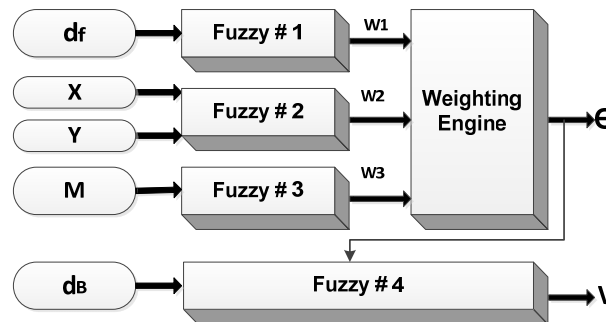 df
Fuzzy # 1
W1
X
Y
Fuzzy # 2
W2
Weighting
Engine
M
Fuzzy # 3
W3
dB
Fuzzy # 4